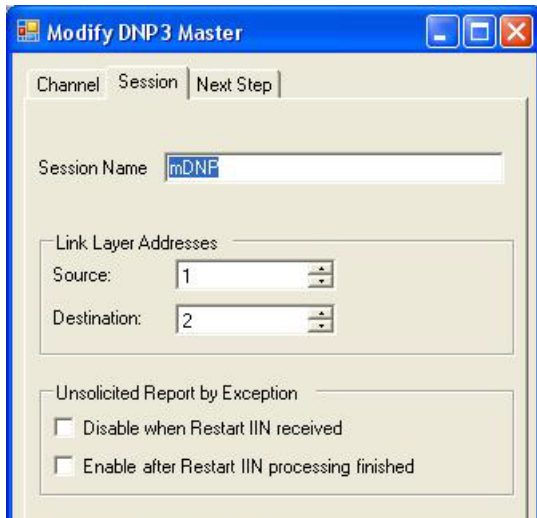 Modify DNP3 Master
Channel Session Next Step
Session Name mDNP
Link Layer Addresses
Source: 1
Destination: 2
Unsolicited Report by Exception
Disable when Restart IIN received
Enable after Restart IIN processing finished